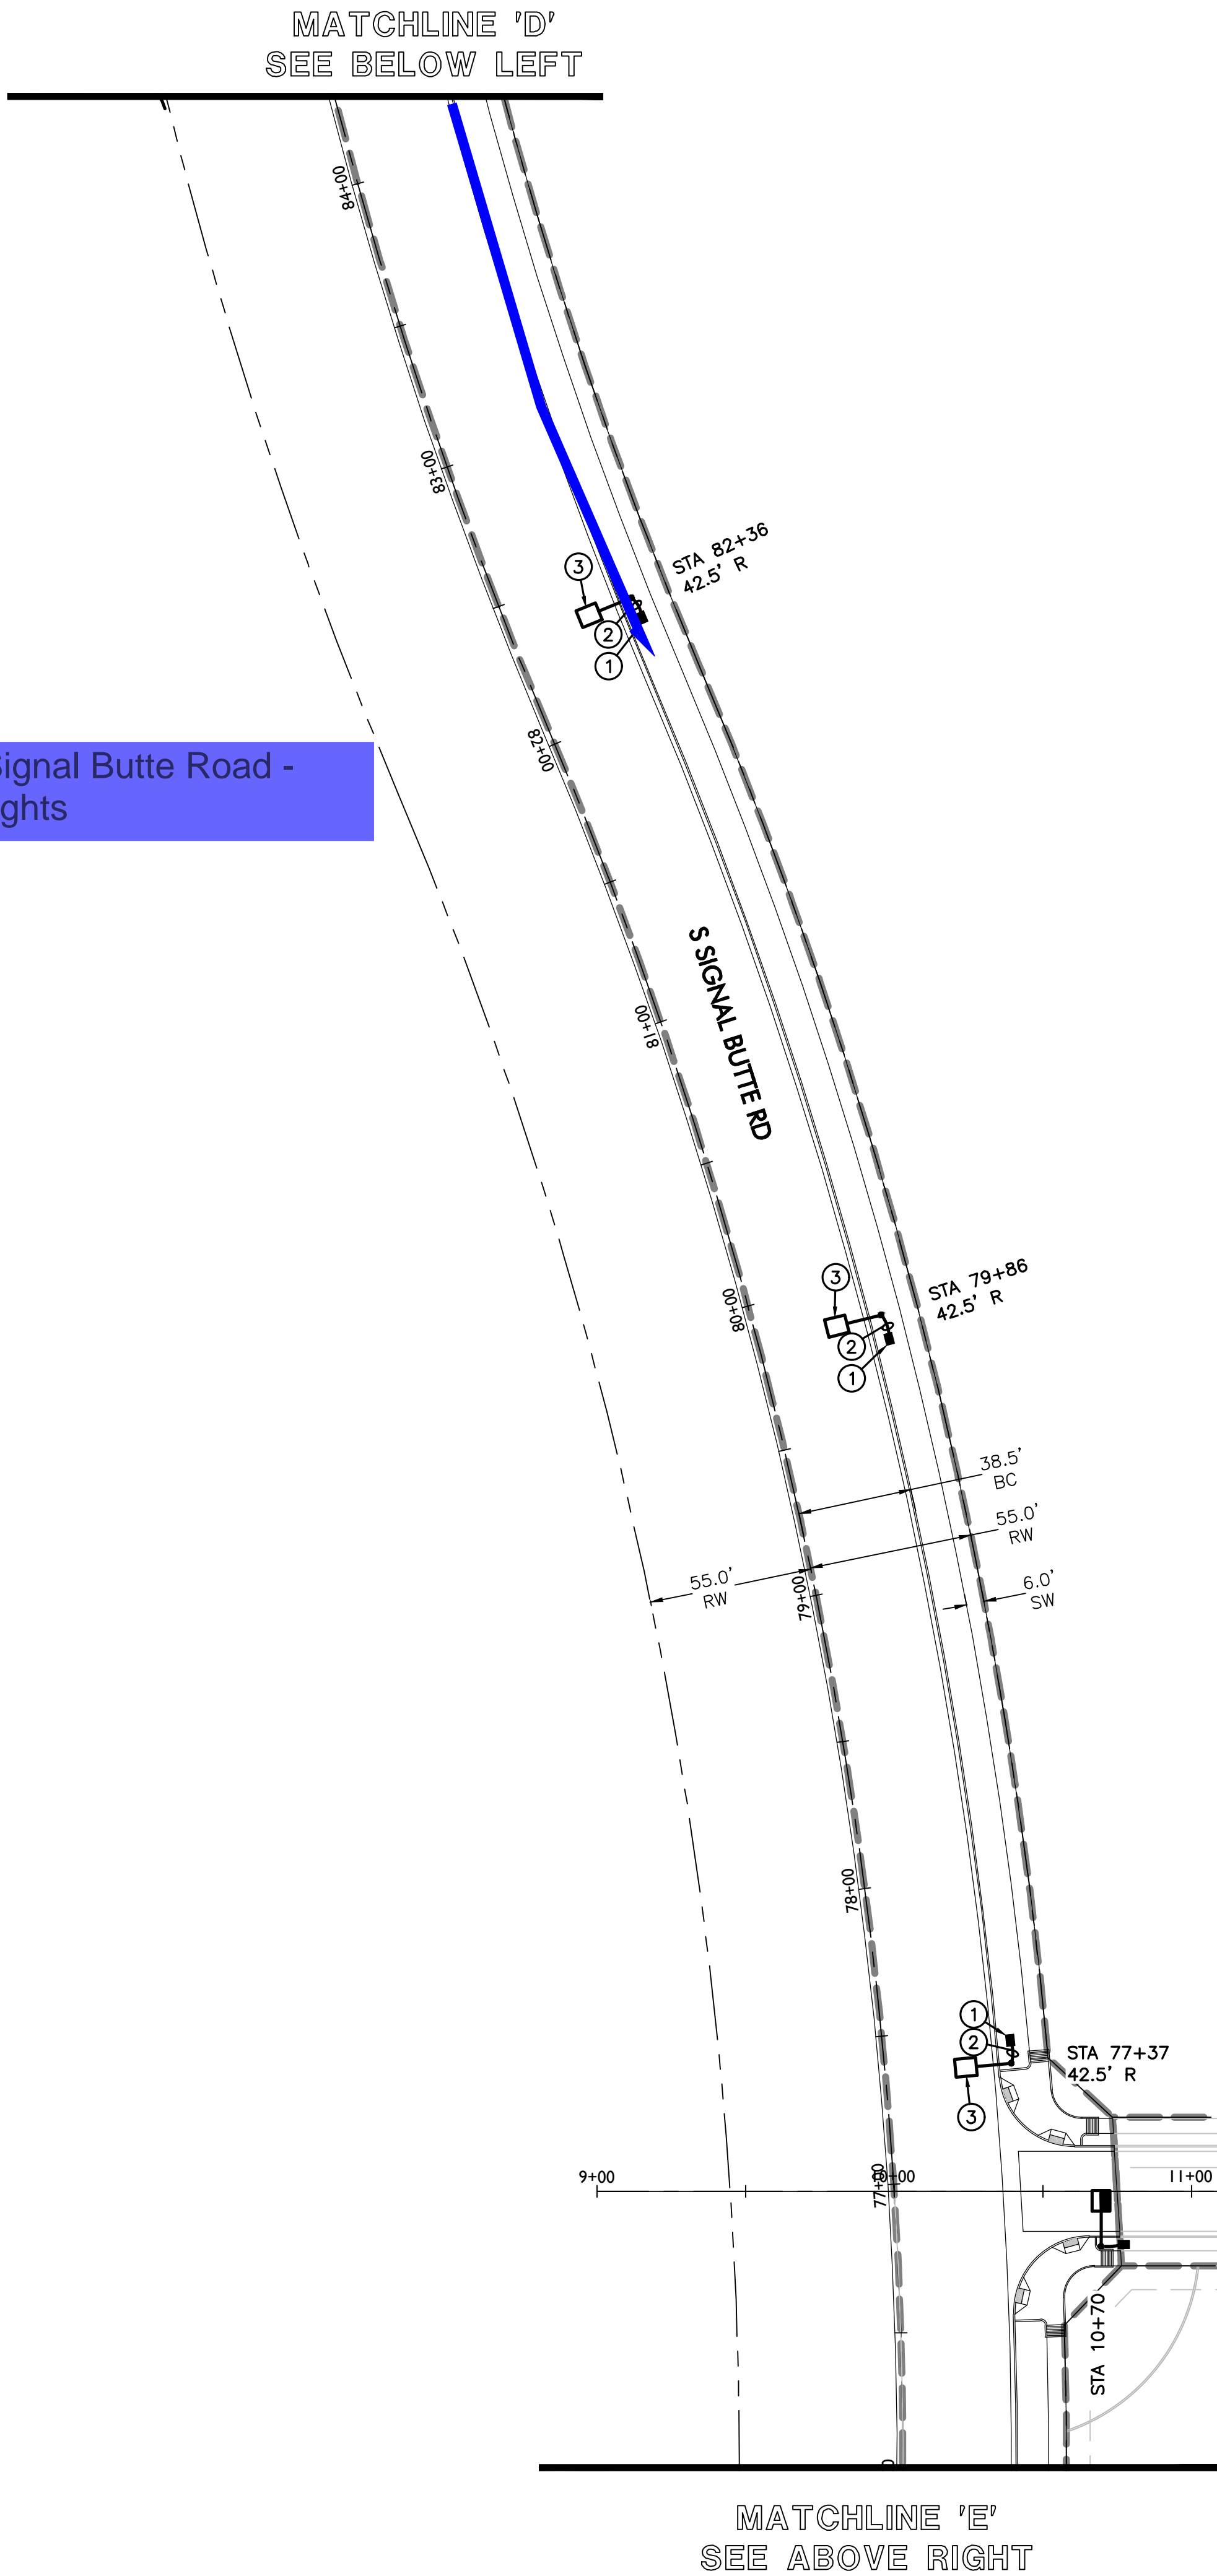 MATCHLINE 'D'
SEE BELOW LEFT
84+00
83+00
STA 82+36
42.5' R
3
2
1
82+00
ignal Butte Road -
ghts
S SIGNAL BUTTE RD
81+00
STA 79+86
42.5' R
3
80+00
2
1
38.5'
BC
55.0'
RW
55.0'
RW
79+00
6.0'
SW
78+00
1
2
STA 77+37
42.5' R
3
9+00
77+00
10+00
11+00
STA 10+70
MATCHLINE 'E'
SEE ABOVE RIGHT